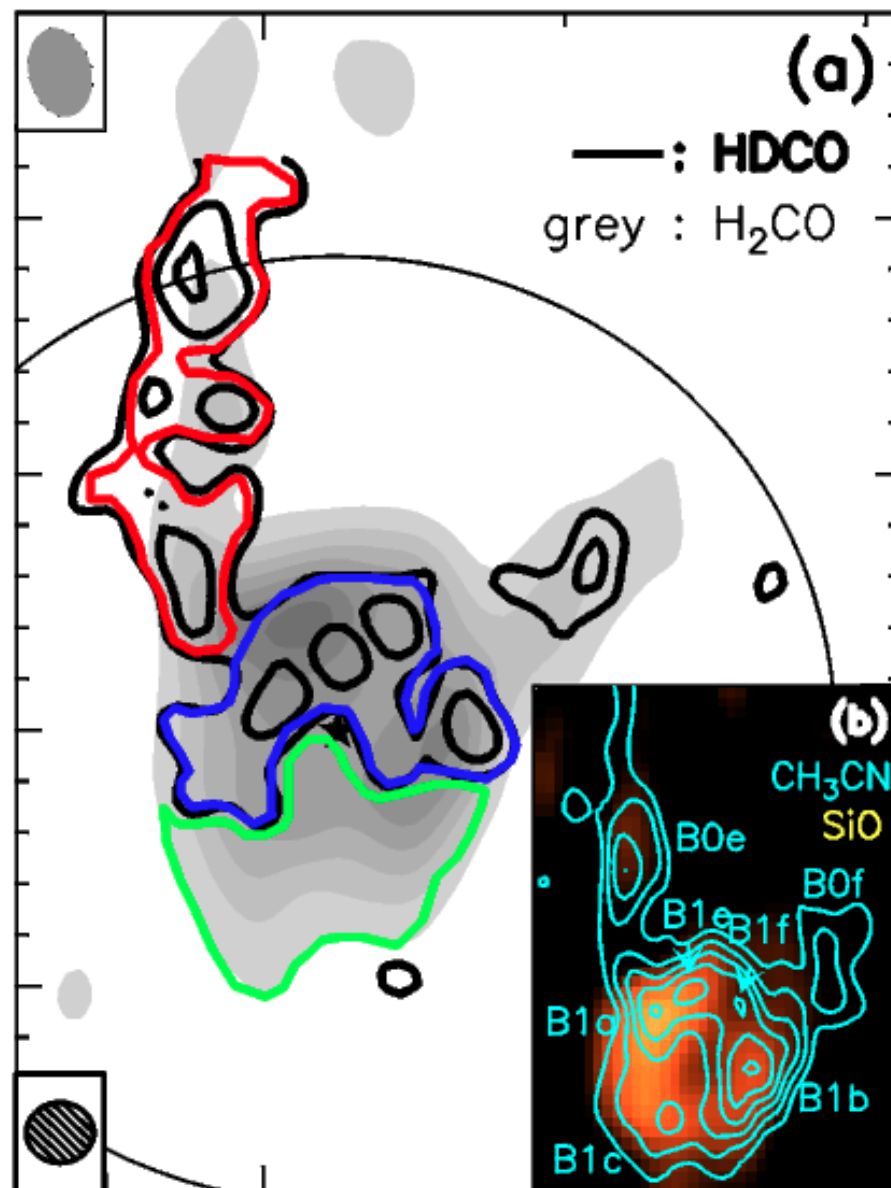 (a)
—: HDCO
grey : H₂CO
(b)
CH₃CN
SiO
B0e
B0f
B1e
B1f
B1a
B1b
B1c